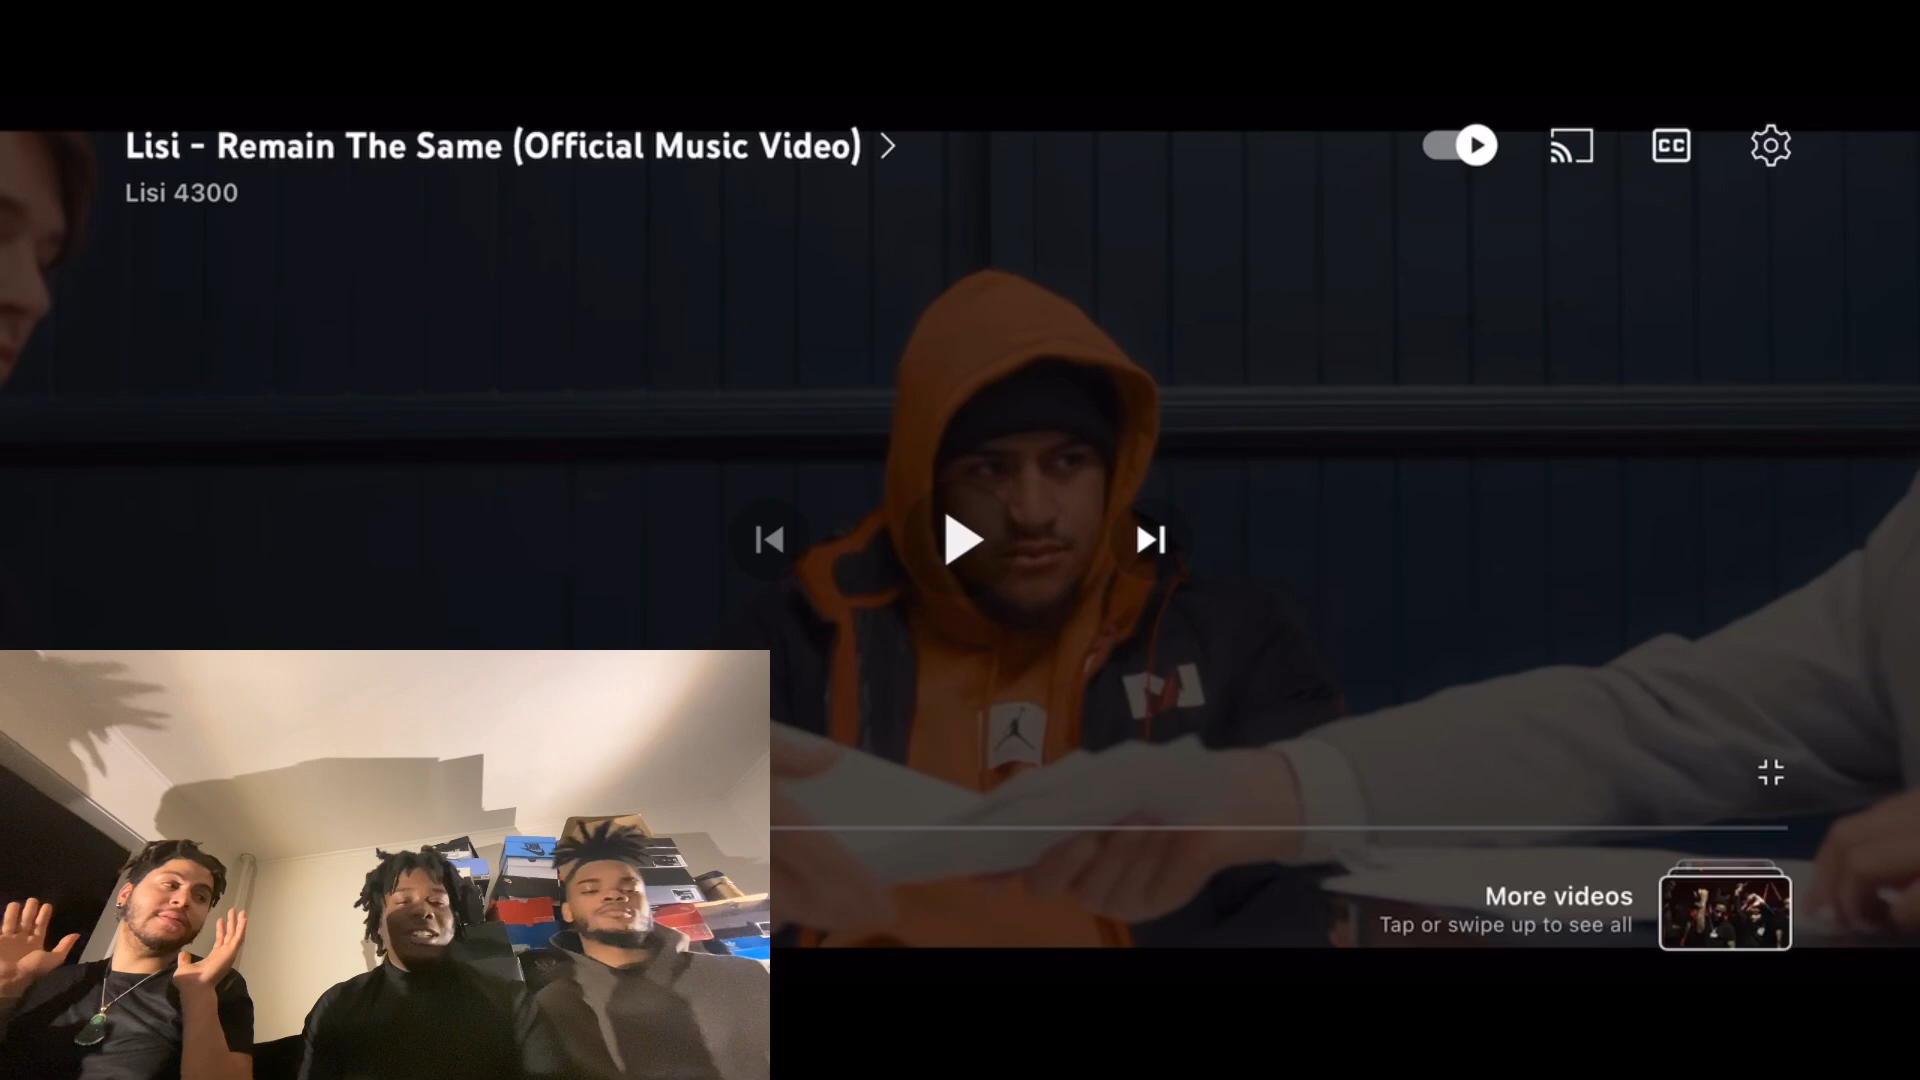 Lisi - Remain The Same (Official Music Video)
Lisi 4300
CC
More videos
Tap or swipe up to see all